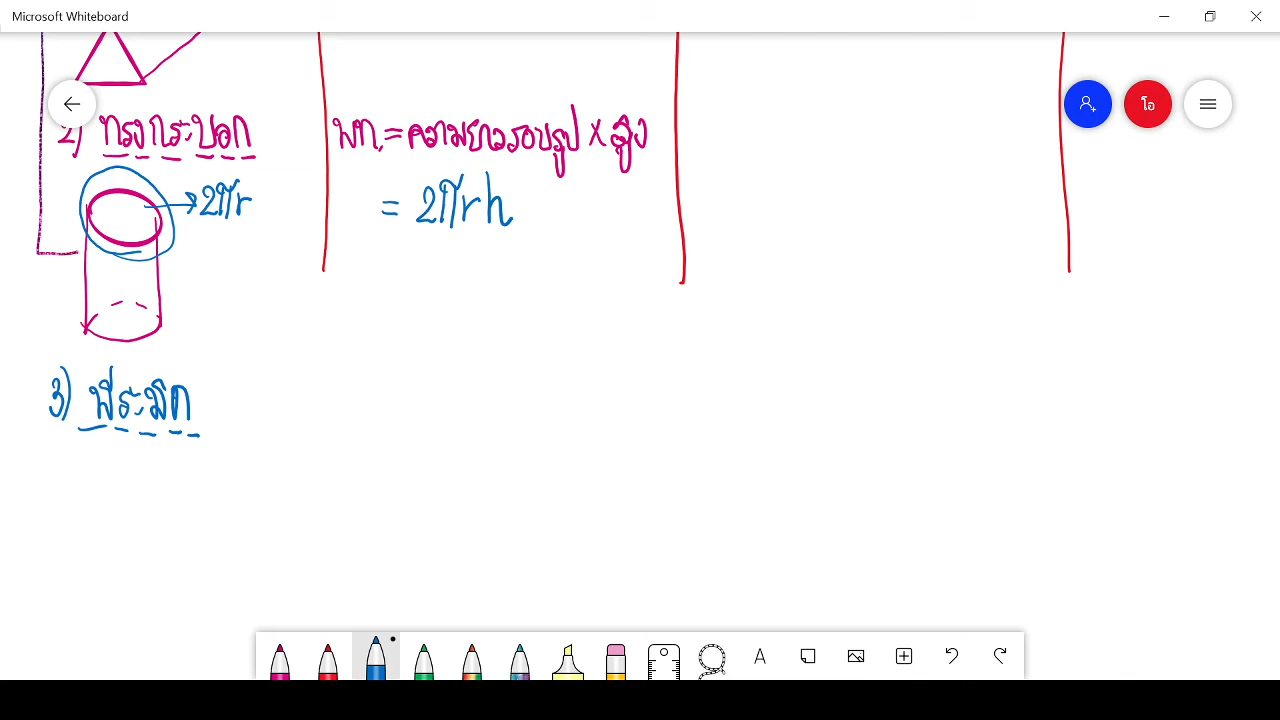 Microsoft Whiteboard
โอ
2) ทรงกระบอก
พท. = ความยาวรอบรูป × สูง
2πr
= 2πrh
3) พีระมิด
A